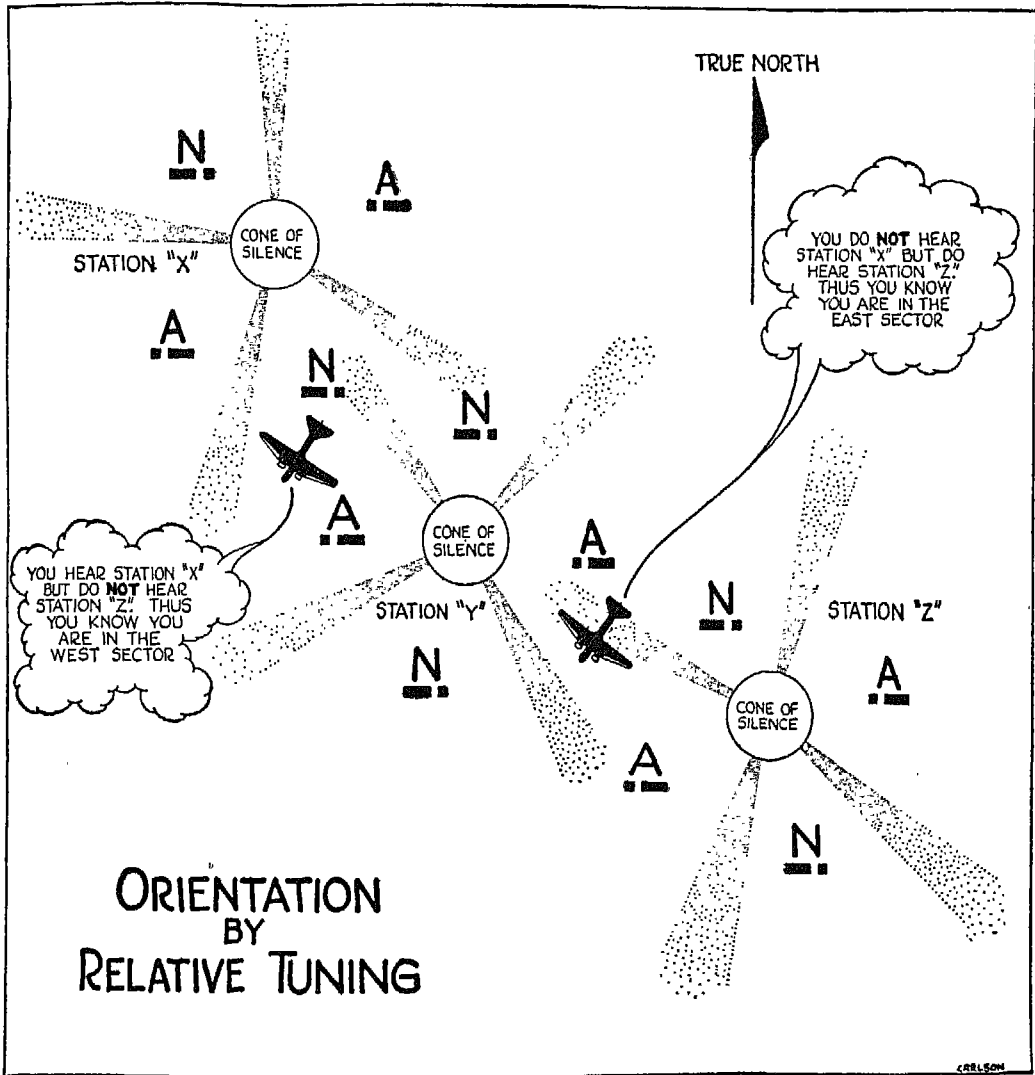 TRUE NORTH
N
A
CONE OF
SILENCE
STATION "X"
A
YOU DO NOT HEAR
STATION "X" BUT DO
HEAR STATION "Z".
THUS YOU KNOW
YOU ARE IN THE
EAST SECTOR
N
N
A
CONE OF
SILENCE
STATION "Y"
N
YOU HEAR STATION "X"
BUT DO NOT HEAR
STATION "Z". THUS
YOU KNOW YOU
ARE IN THE
WEST SECTOR
A
N
STATION "Z"
A
CONE OF
SILENCE
A
N
ORIENTATION
BY
RELATIVE TUNING
CARLSON